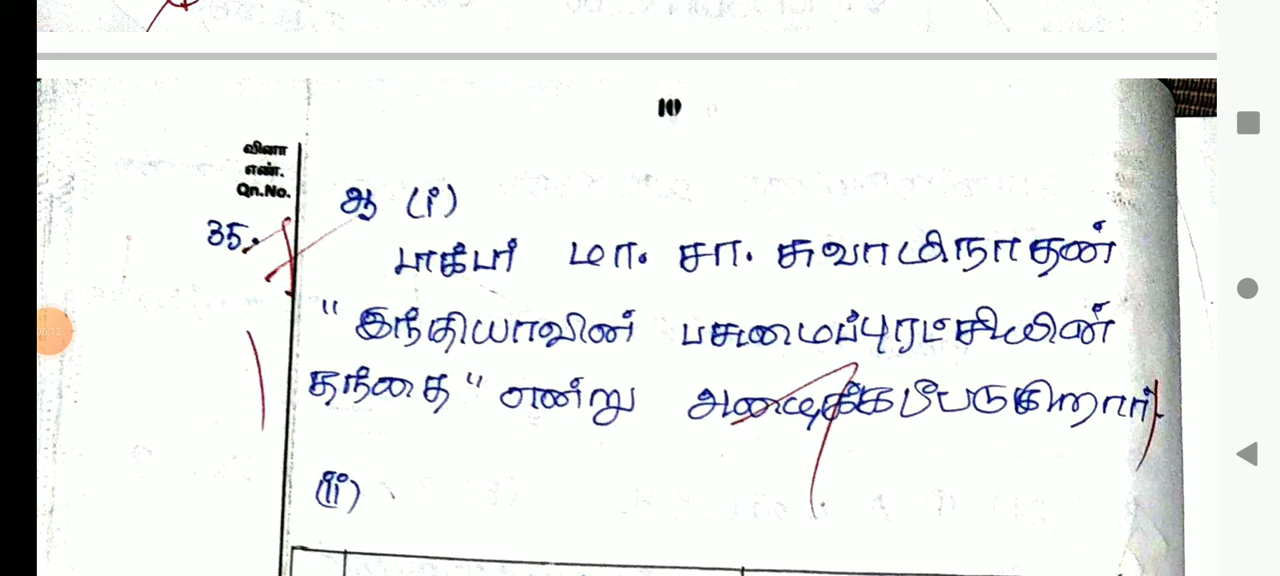 10
வினா
எண்.
Qn.No.
ஆ (i)
35.
டாக்டர் மா. சா. சுவாமிநாதன்
"இந்தியாவின் பசுமைப்புரட்சியின்
தந்தை" என்று அழைக்கப்படுகிறார்.
(ii)